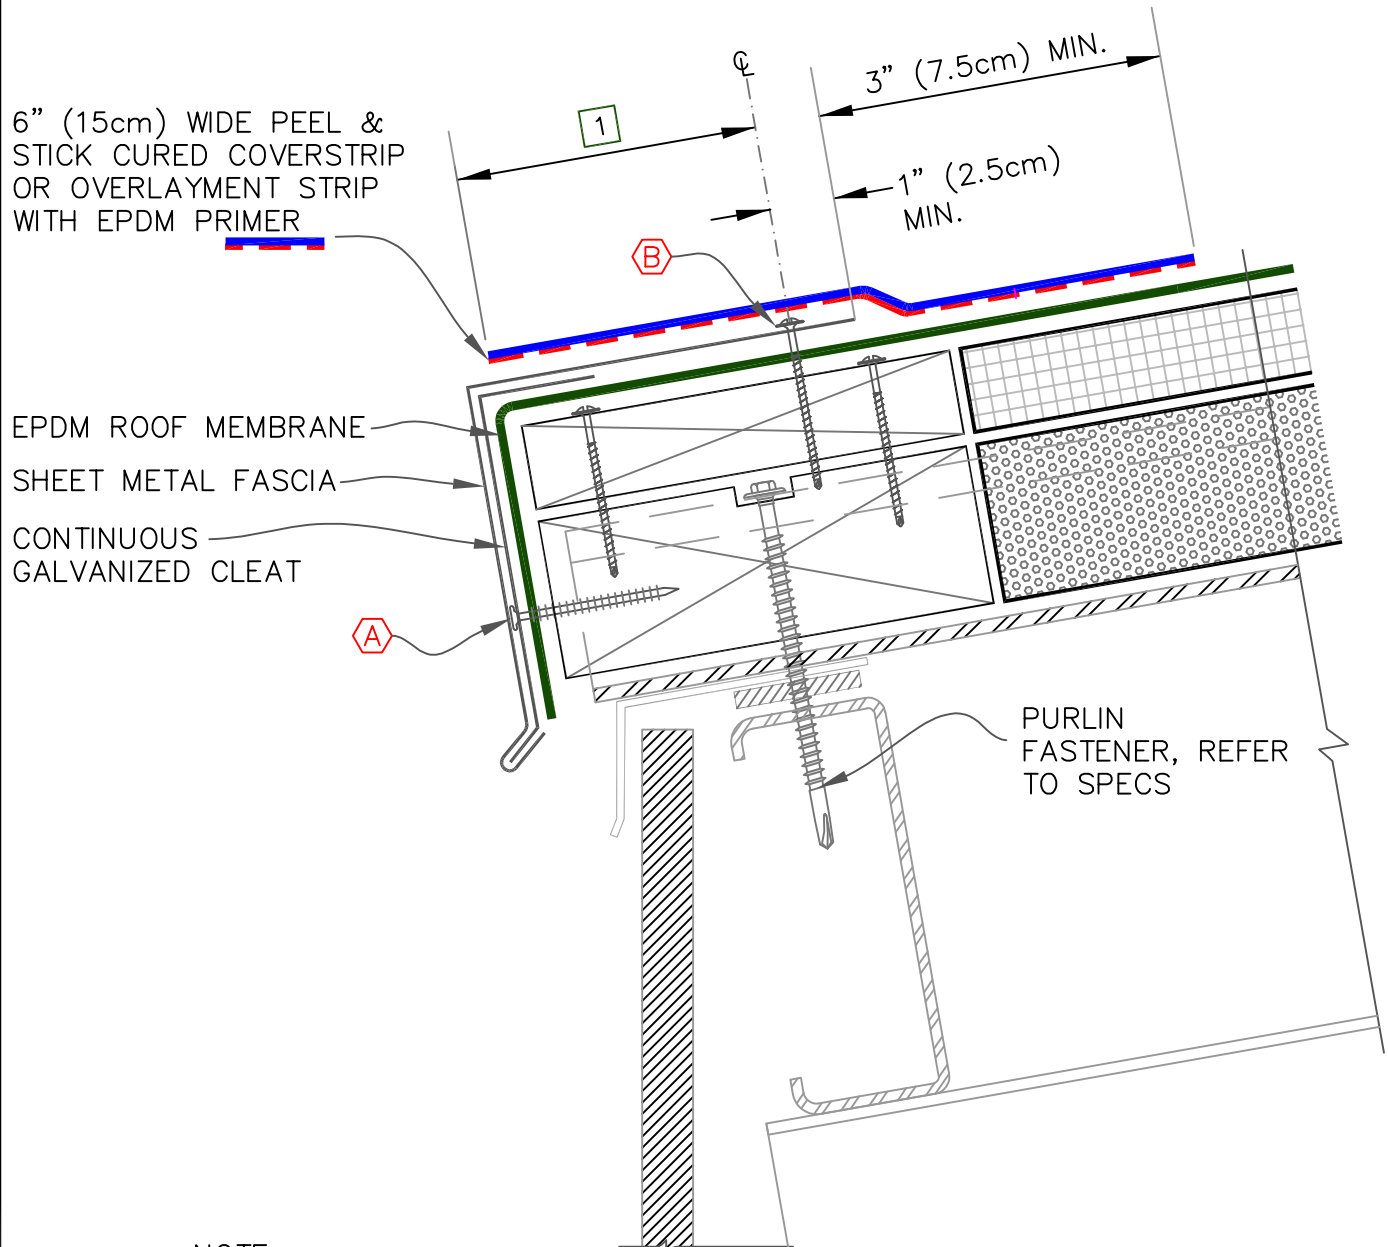 ℄
3” (7.5cm) MIN.
1
6” (15cm) WIDE PEEL &
STICK CURED COVERSTRIP
OR OVERLAYMENT STRIP
WITH EPDM PRIMER
1” (2.5cm)
MIN.
B
EPDM ROOF MEMBRANE
SHEET METAL FASCIA
CONTINUOUS
GALVANIZED CLEAT
A
PURLIN
FASTENER, REFER
TO SPECS
NOTE